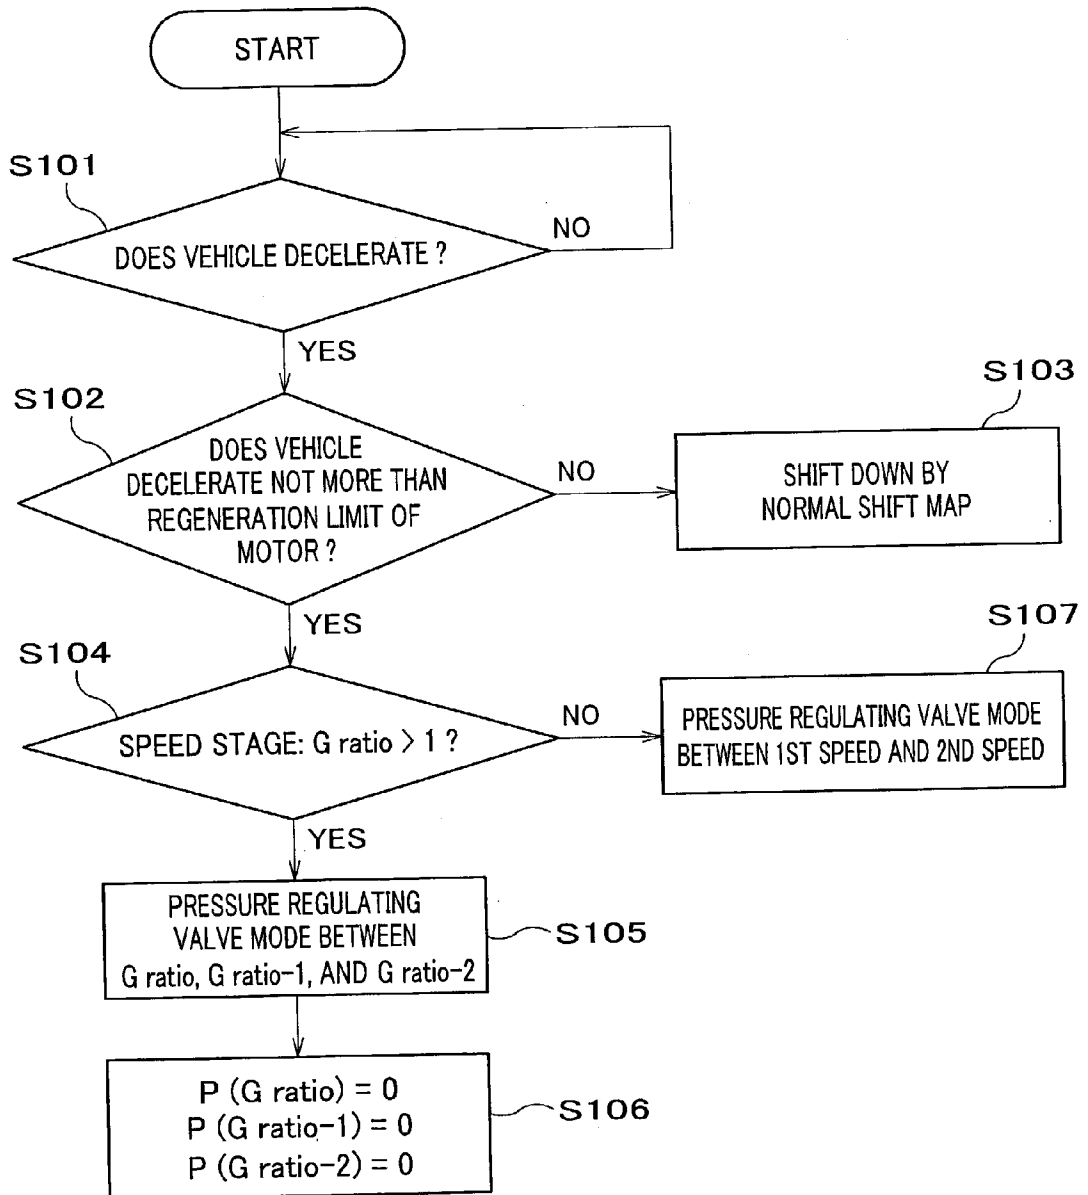 START
S101
DOES VEHICLE DECELERATE ?
NO
YES
S102
DOES VEHICLE
DECELERATE NOT MORE THAN
REGENERATION LIMIT OF
MOTOR ?
NO
S103
SHIFT DOWN BY
NORMAL SHIFT MAP
YES
S104
SPEED STAGE: G ratio > 1 ?
NO
S107
PRESSURE REGULATING VALVE MODE
BETWEEN 1ST SPEED AND 2ND SPEED
YES
PRESSURE REGULATING
VALVE MODE BETWEEN
G ratio, G ratio-1, AND G ratio-2
S105
P (G ratio) = 0
P (G ratio-1) = 0
P (G ratio-2) = 0
S106